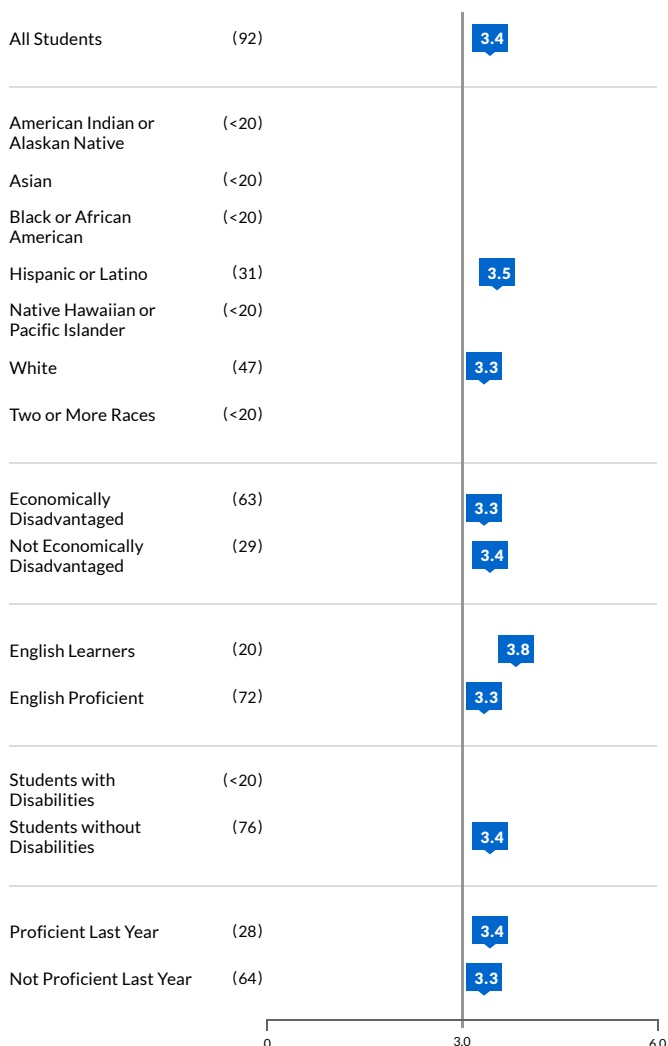 All Students (92) 3.4
American Indian or (<20)
Alaskan Native
Asian (<20)
Black or African (<20)
American
Hispanic or Latino (31) 3.5
Native Hawaiian or (<20)
Pacific Islander
White (47) 3.3
Two or More Races (<20)
Economically (63) 3.3
Disadvantaged
Not Economically (29) 3.4
Disadvantaged
English Learners (20) 3.8
English Proficient (72) 3.3
Students with (<20)
Disabilities
Students without (76) 3.4
Disabilities
Proficient Last Year (28) 3.4
Not Proficient Last Year (64) 3.3
0 3.0 6.0